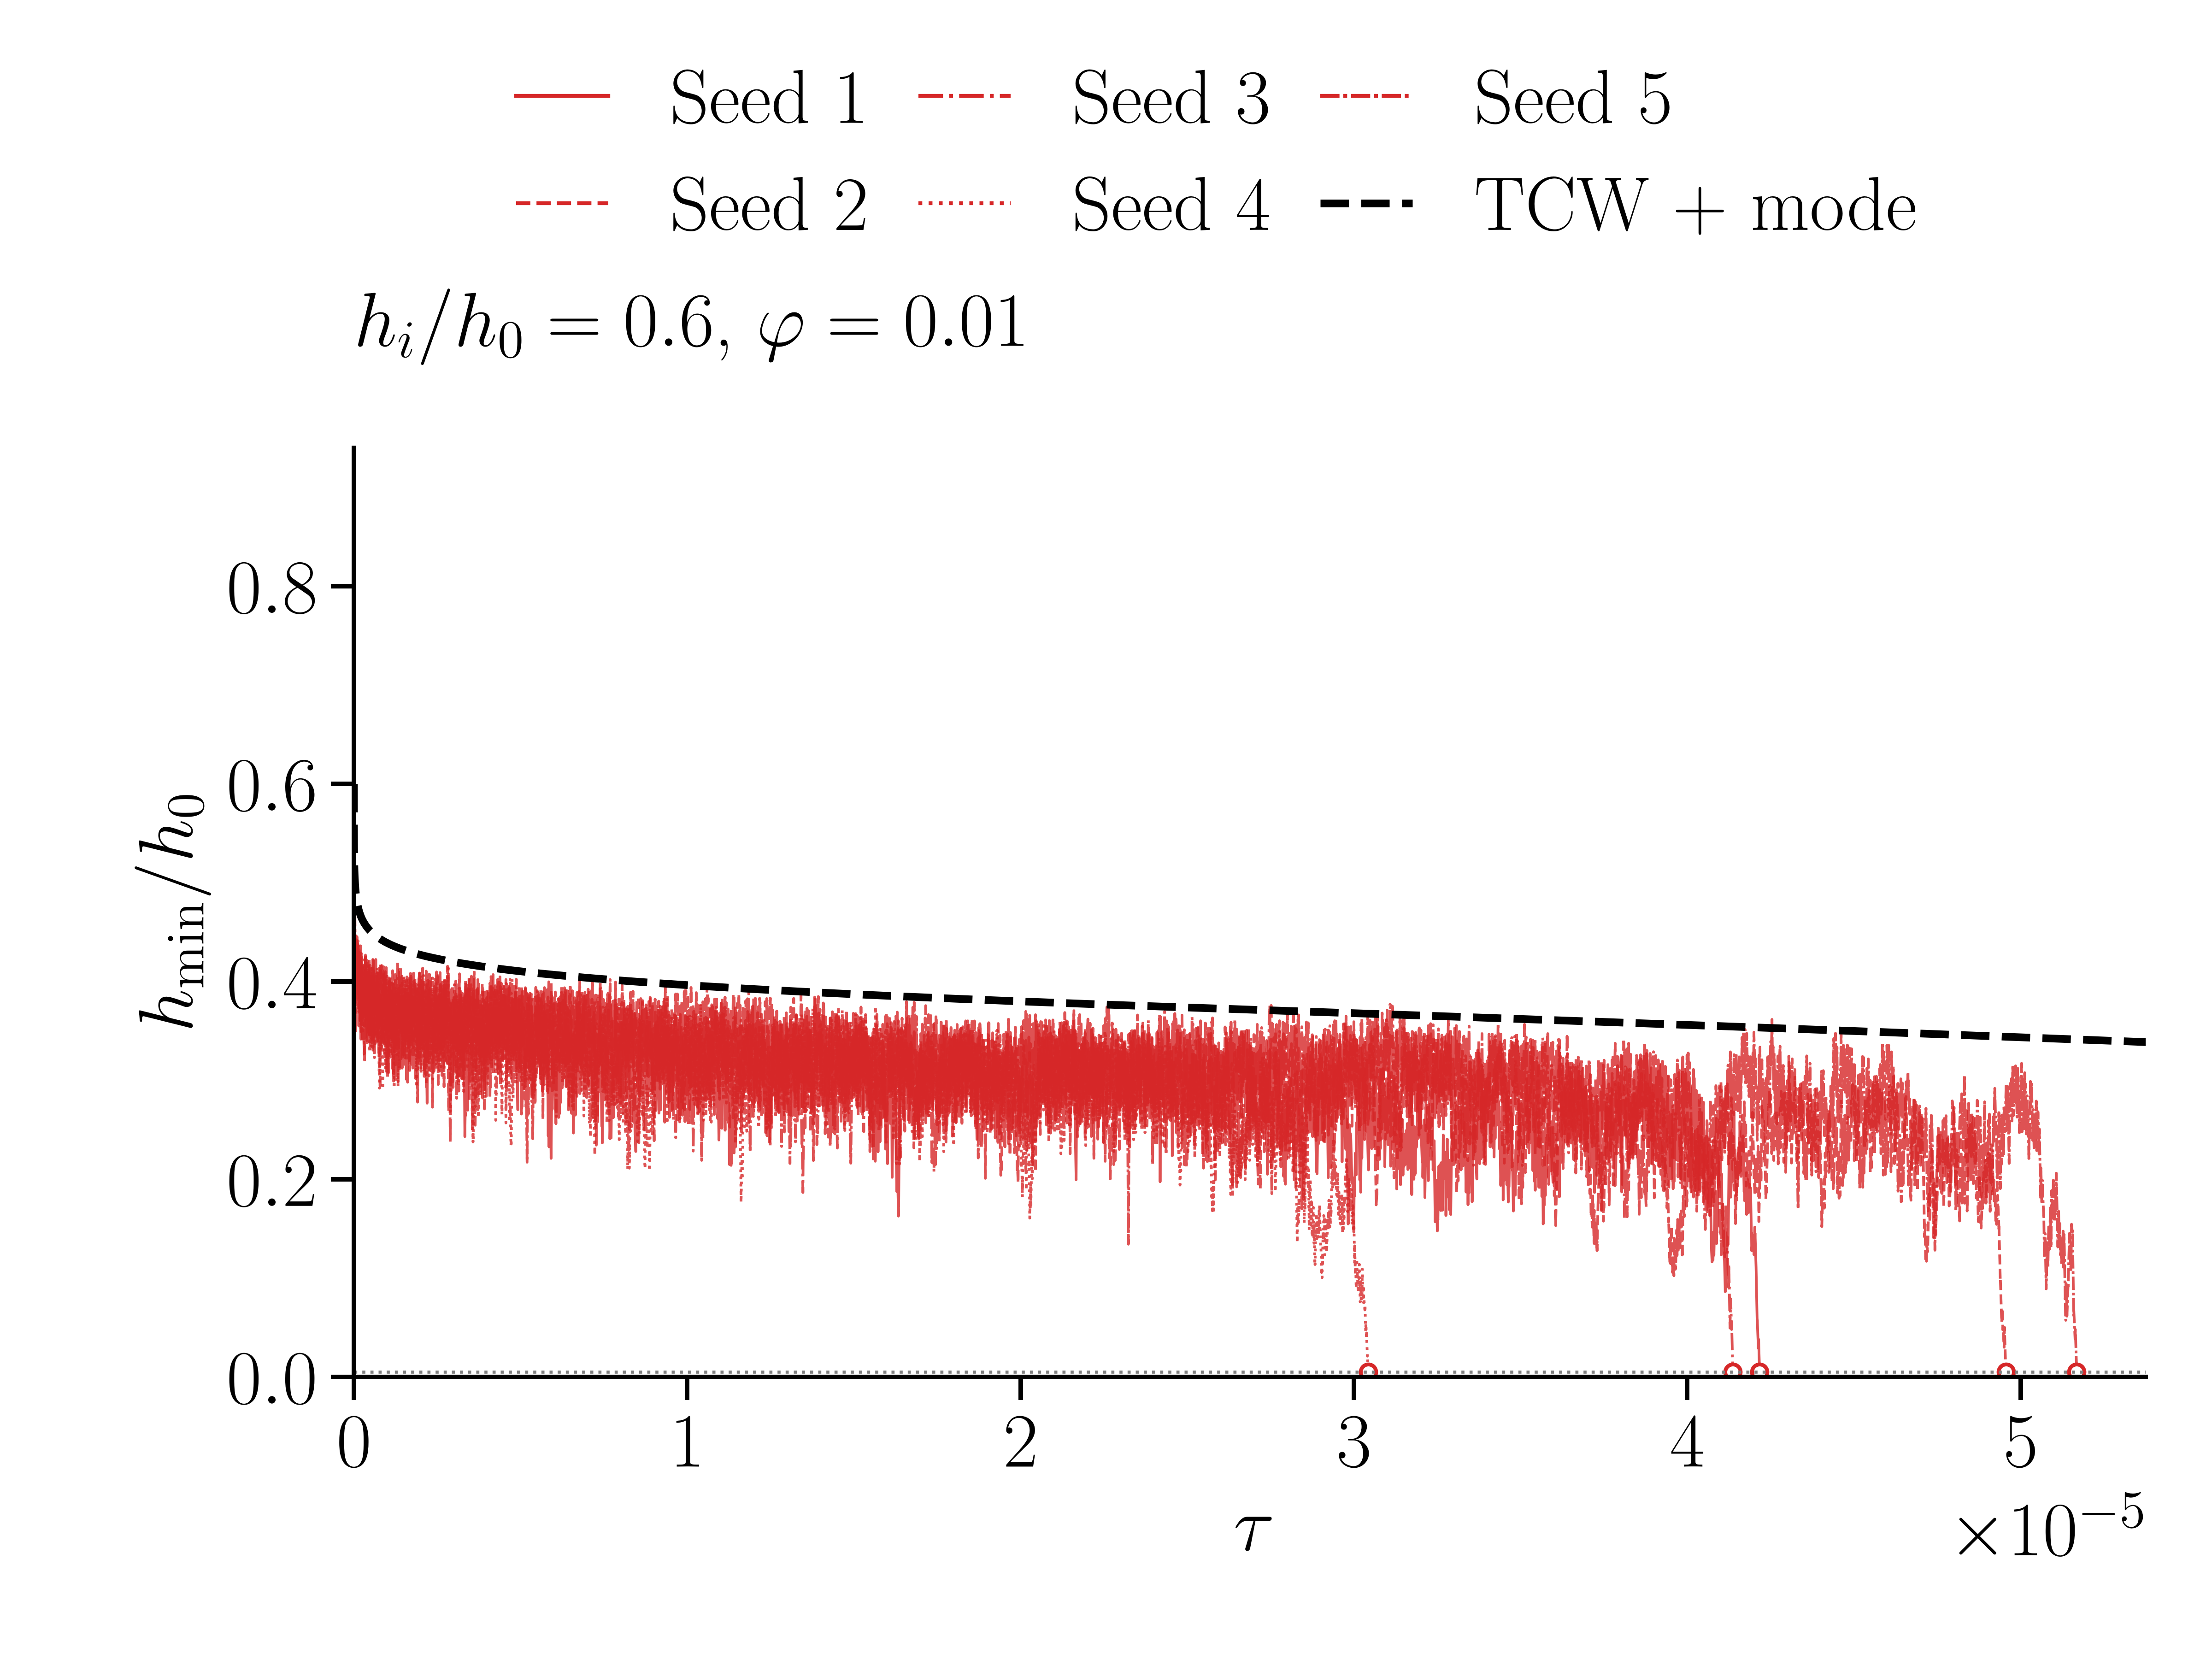 Seed 1 Seed 3 Seed 5
Seed 2 Seed 4 TCW + mode
h_i/h_0 = 0.6, φ = 0.01
0.8
0.6
0.4
0.2
0.0
h_min/h_0
0 1 2 3 4 5
τ
×10⁻⁵